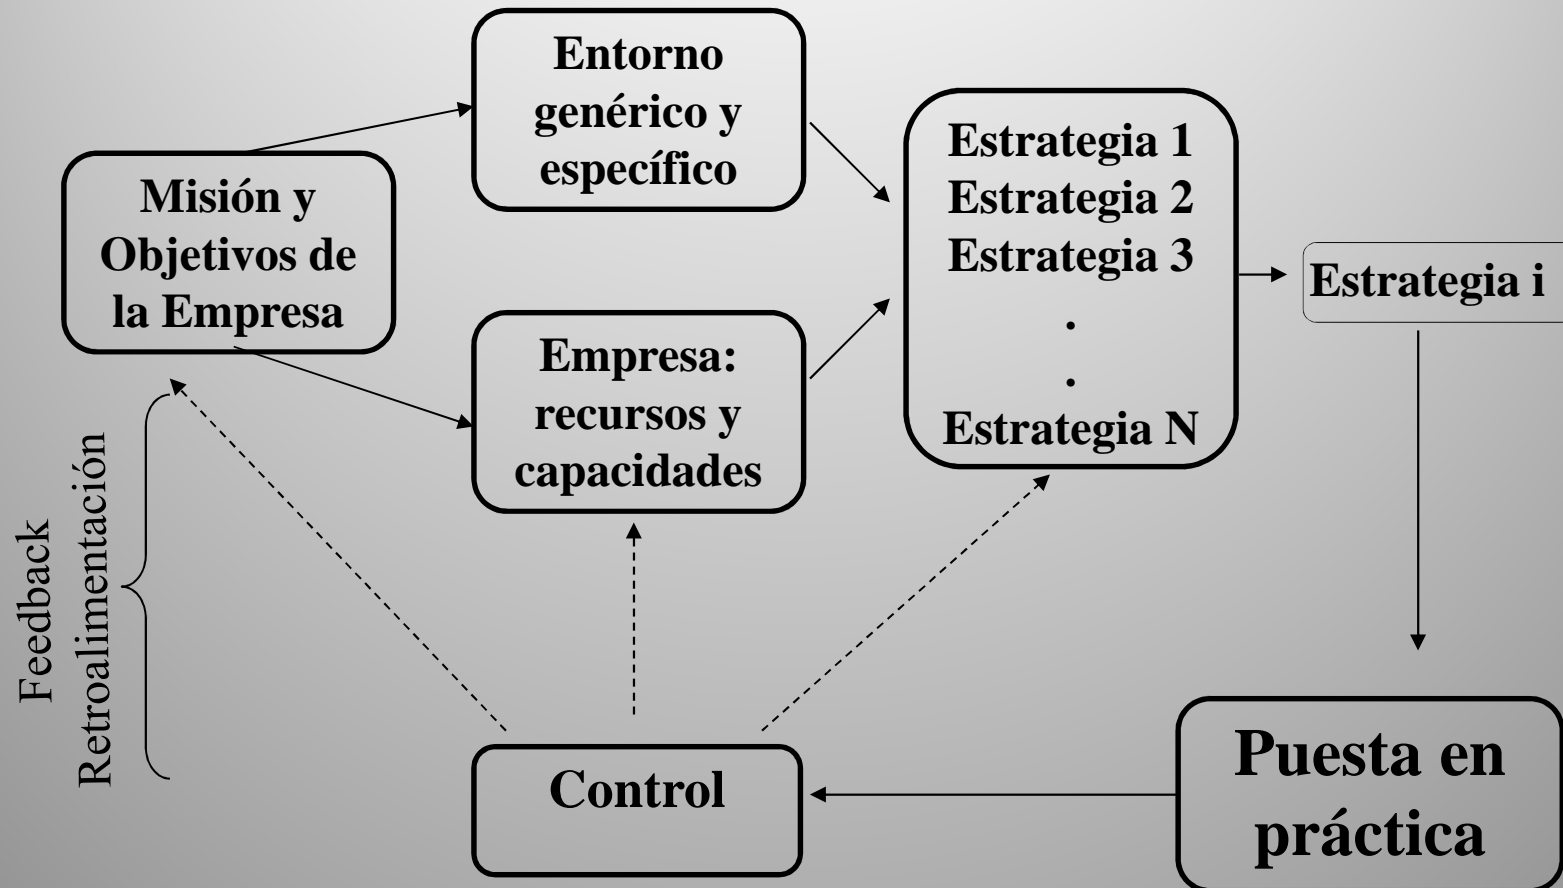 Entorno
genérico y
específico
Misión y
Objetivos de
la Empresa
Empresa:
recursos y
capacidades
Estrategia 1
Estrategia 2
Estrategia 3
.
.
Estrategia N
Estrategia i
Feedback
Retroalimentación
Control
Puesta en
práctica